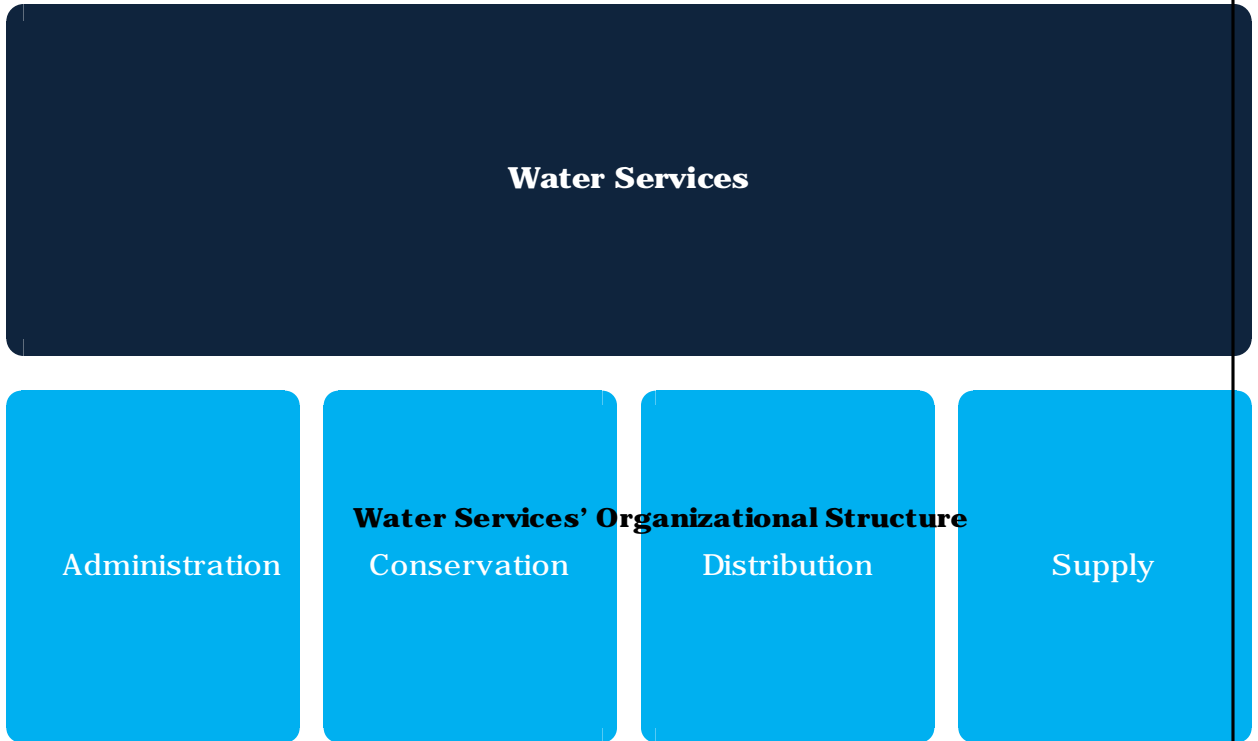 Water Services
Water Services’ Organizational Structure
Administration
Conservation
Distribution
Supply